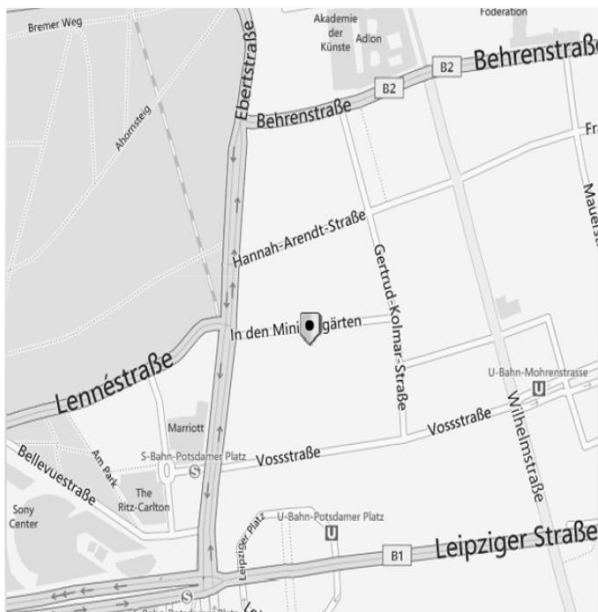 Bremer Weg
Akademie
der
Künste
Adlon
Föderation
Ebertstraße
Behrenstraße
B2
B2
Behrenstraße
Ahornsteig
Hannah-Arendt-Straße
Gertrud-Kolmar-Straße
In den Mini
gärten
Lennéstraße
U-Bahn-Mohrenstrasse
U
Marriott
Vossstraße
Vossstraße
Wilhelmstraße
S-Bahn-Potsdamer Platz
S
Bellevuestraße
Am Park
The
Ritz-Carlton
Sony
Center
Leipziger Platz
U-Bahn-Potsdamer Platz
U
B1
Leipziger Straße
S